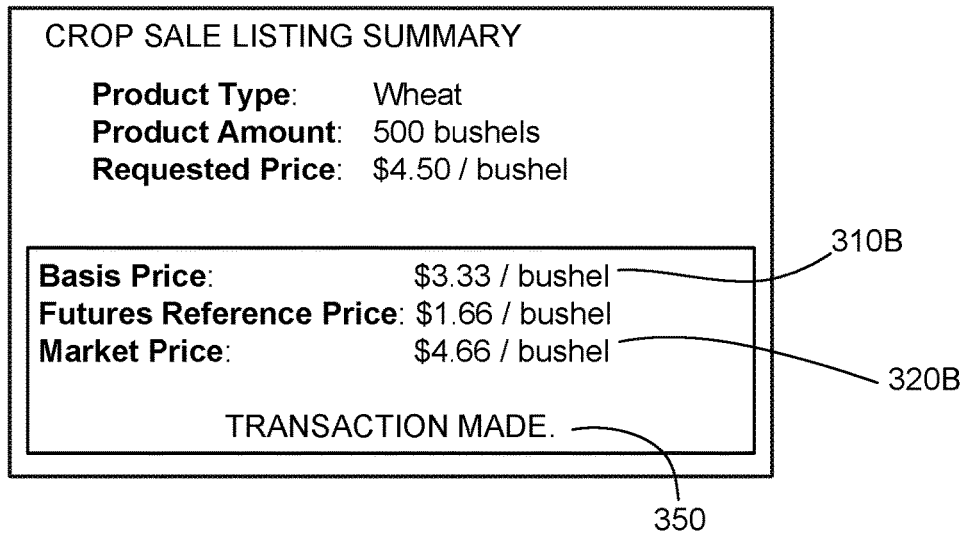 CROP SALE LISTING SUMMARY
Product Type: Wheat
Product Amount: 500 bushels
Requested Price: $4.50 / bushel
310B
Basis Price: $3.33 / bushel
Futures Reference Price: $1.66 / bushel
Market Price: $4.66 / bushel
320B
TRANSACTION MADE.
350